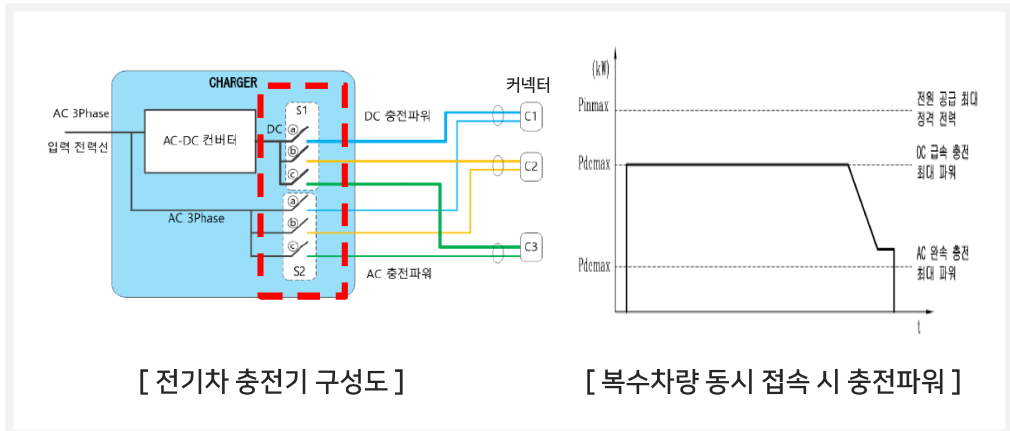 CHARGER
AC 3Phase
입력 전력선
AC-DC 컨버터
DC
S1
ⓐ
ⓑ
ⓒ
DC 충전파워
커넥터
C1
C2
C3
AC 3Phase
ⓐ
ⓑ
ⓒ
S2
AC 충전파워
[ 전기차 충전기 구성도 ]
(kW)
Pinmax
전원 공급 최대
정격 전력
Pdcmax
DC 급속 충전
최대 파워
Pdcmax
AC 완속 충전
최대 파워
t
[ 복수차량 동시 접속 시 충전파워 ]